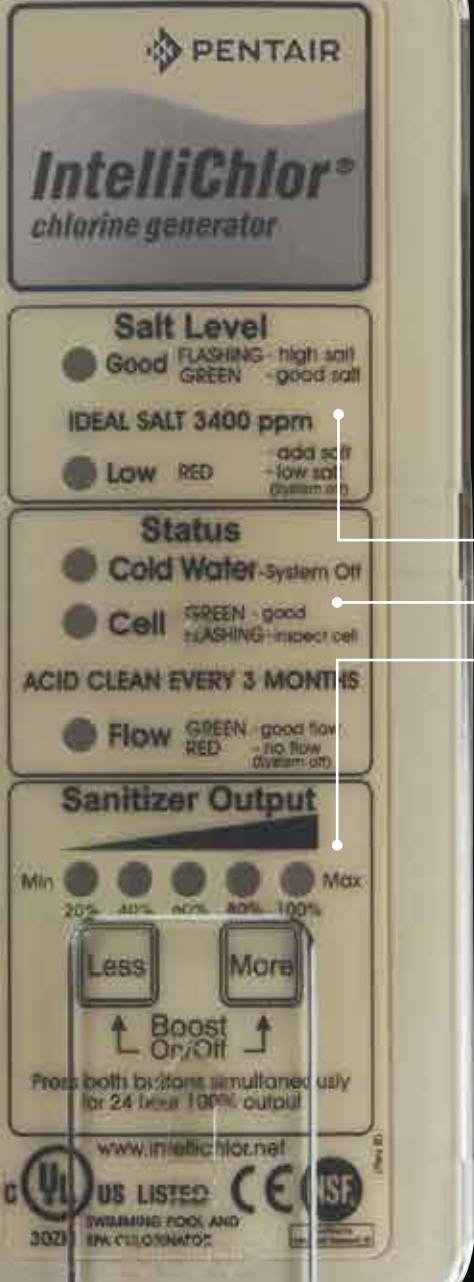 PENTAIR
IntelliChlor®
chlorine generator
Salt Level
Good FLASHING - high salt
GREEN - good salt
IDEAL SALT 3400 ppm
Low RED - add salt
- low salt
(System off)
Status
Cold Water - System Off
Cell GREEN - good
FLASHING - inspect cell
ACID CLEAN EVERY 3 MONTHS
Flow GREEN - good flow
RED - no flow
(System off)
Sanitizer Output
Min Max
20% 40% 60% 80% 100%
Less More
Boost
On/Off
Press both buttons simultaneously
for 24 hour 100% output
www.intellichlor.net
C UL US LISTED CE NSF
SWIMMING POOL AND
SPA CHLORINATOR